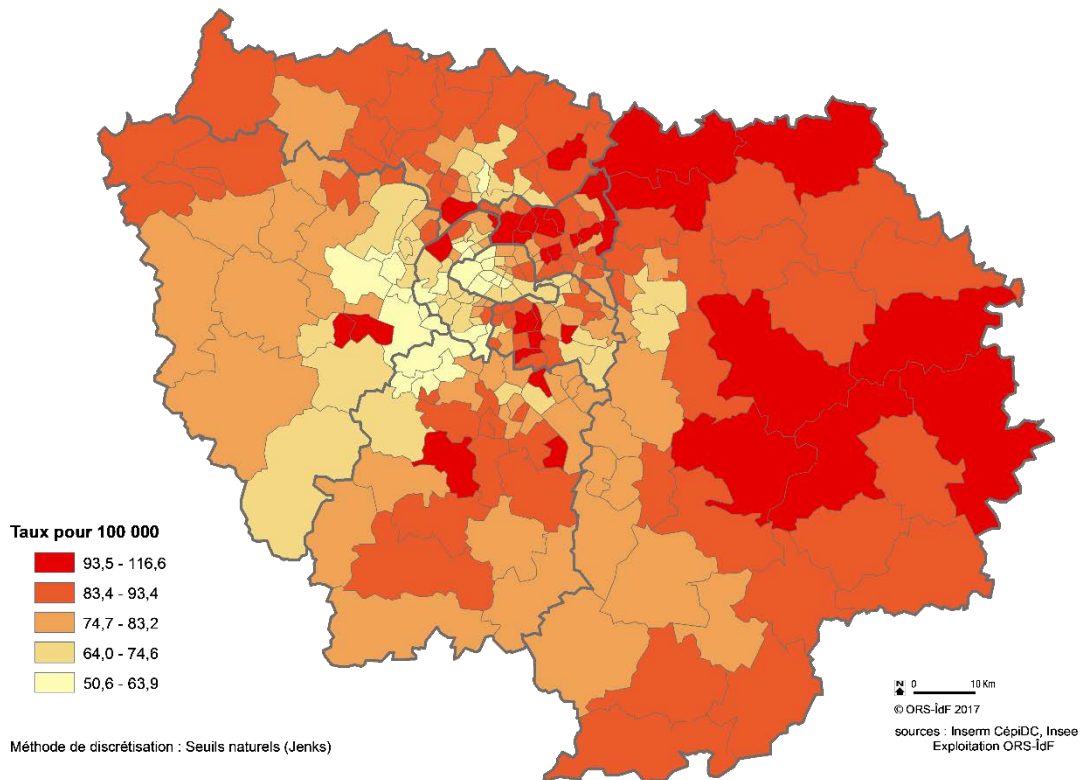 Taux pour 100 000
93,5 - 116,6
83,4 - 93,4
74,7 - 83,2
64,0 - 74,6
50,6 - 63,9
Méthode de discrétisation : Seuils naturels (Jenks)
N 0 10 Km
© ORS-ÎdF 2017
sources : Inserm CépiDC, Insee
Exploitation ORS-ÎdF